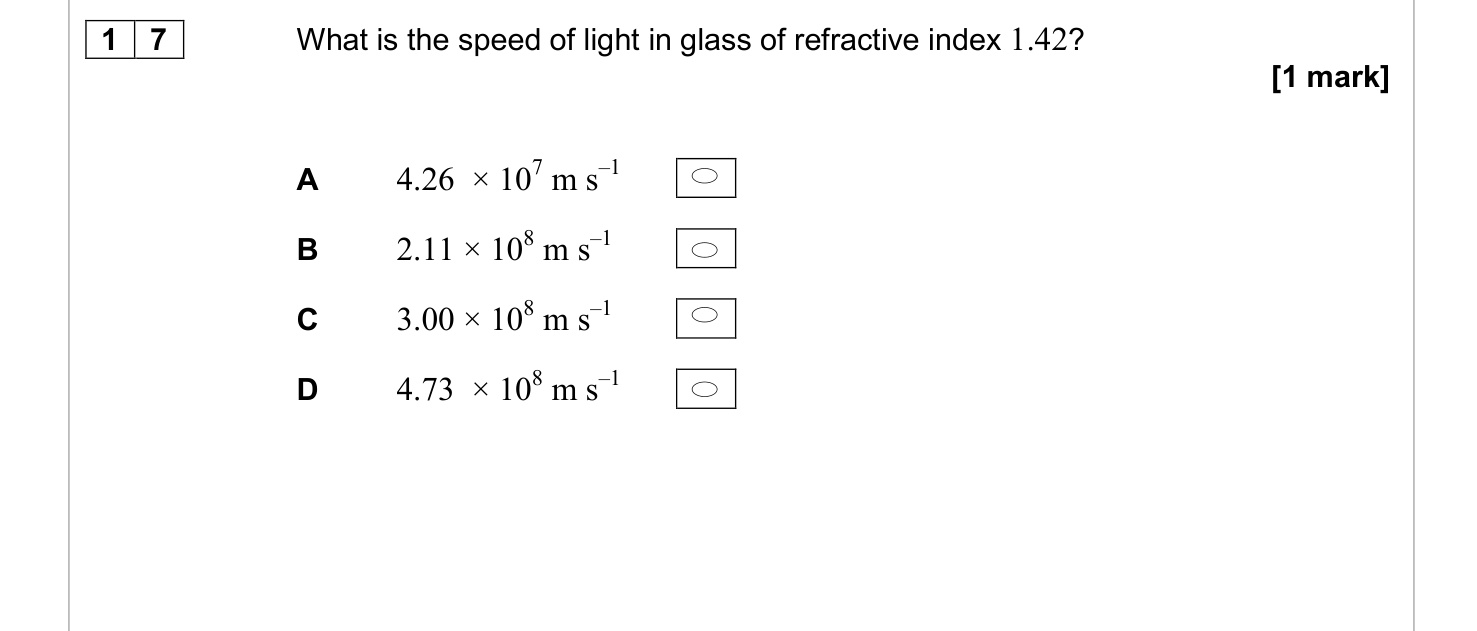 1 7 What is the speed of light in glass of refractive index 1.42?
[1 mark]
A 4.26 × 10⁷ m s⁻¹
B 2.11 × 10⁸ m s⁻¹
C 3.00 × 10⁸ m s⁻¹
D 4.73 × 10⁸ m s⁻¹